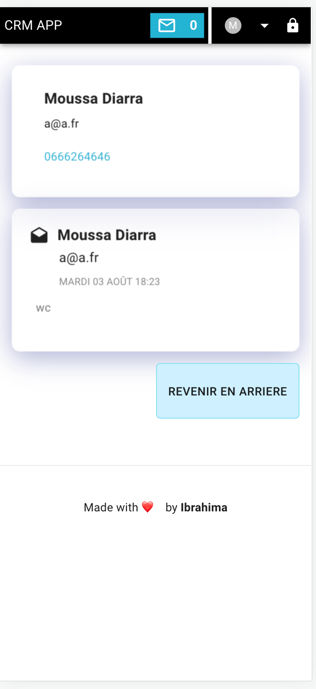 CRM APP
0
M
Moussa Diarra
a@a.fr
0666264646
Moussa Diarra
a@a.fr
MARDI 03 AOÛT 18:23
wc
REVENIR EN ARRIERE
Made with ❤️ by Ibrahima